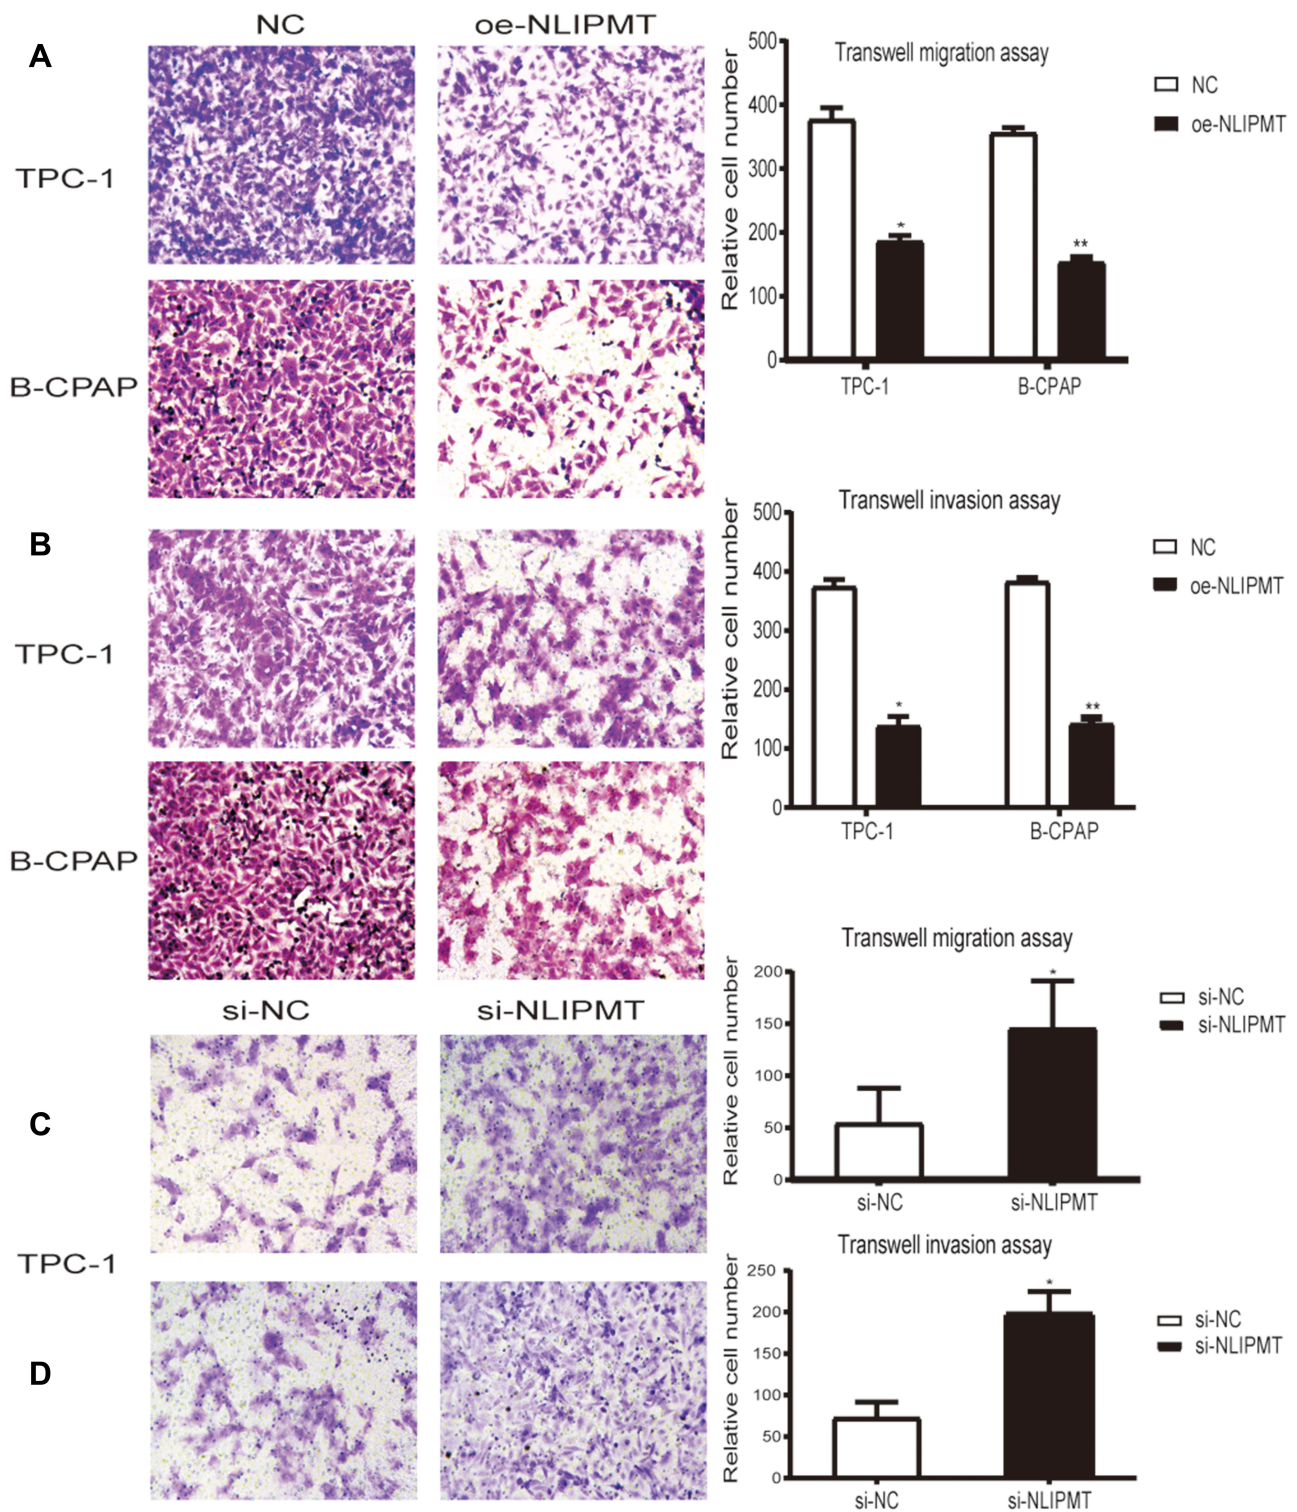 NC oe-NLIPMT
A
TPC-1
B-CPAP
Transwell migration assay
Relative cell number
500
400
300
200
100
0
*
**
TPC-1 B-CPAP
NC
oe-NLIPMT
B
TPC-1
B-CPAP
Transwell invasion assay
Relative cell number
500
400
300
200
100
0
*
**
TPC-1 B-CPAP
NC
oe-NLIPMT
si-NC si-NLIPMT
C
TPC-1
D
Transwell migration assay
Relative cell number
200
150
100
50
0
*
si-NC si-NLIPMT
si-NC
si-NLIPMT
Transwell invasion assay
Relative cell number
250
200
150
100
50
0
*
si-NC si-NLIPMT
si-NC
si-NLIPMT